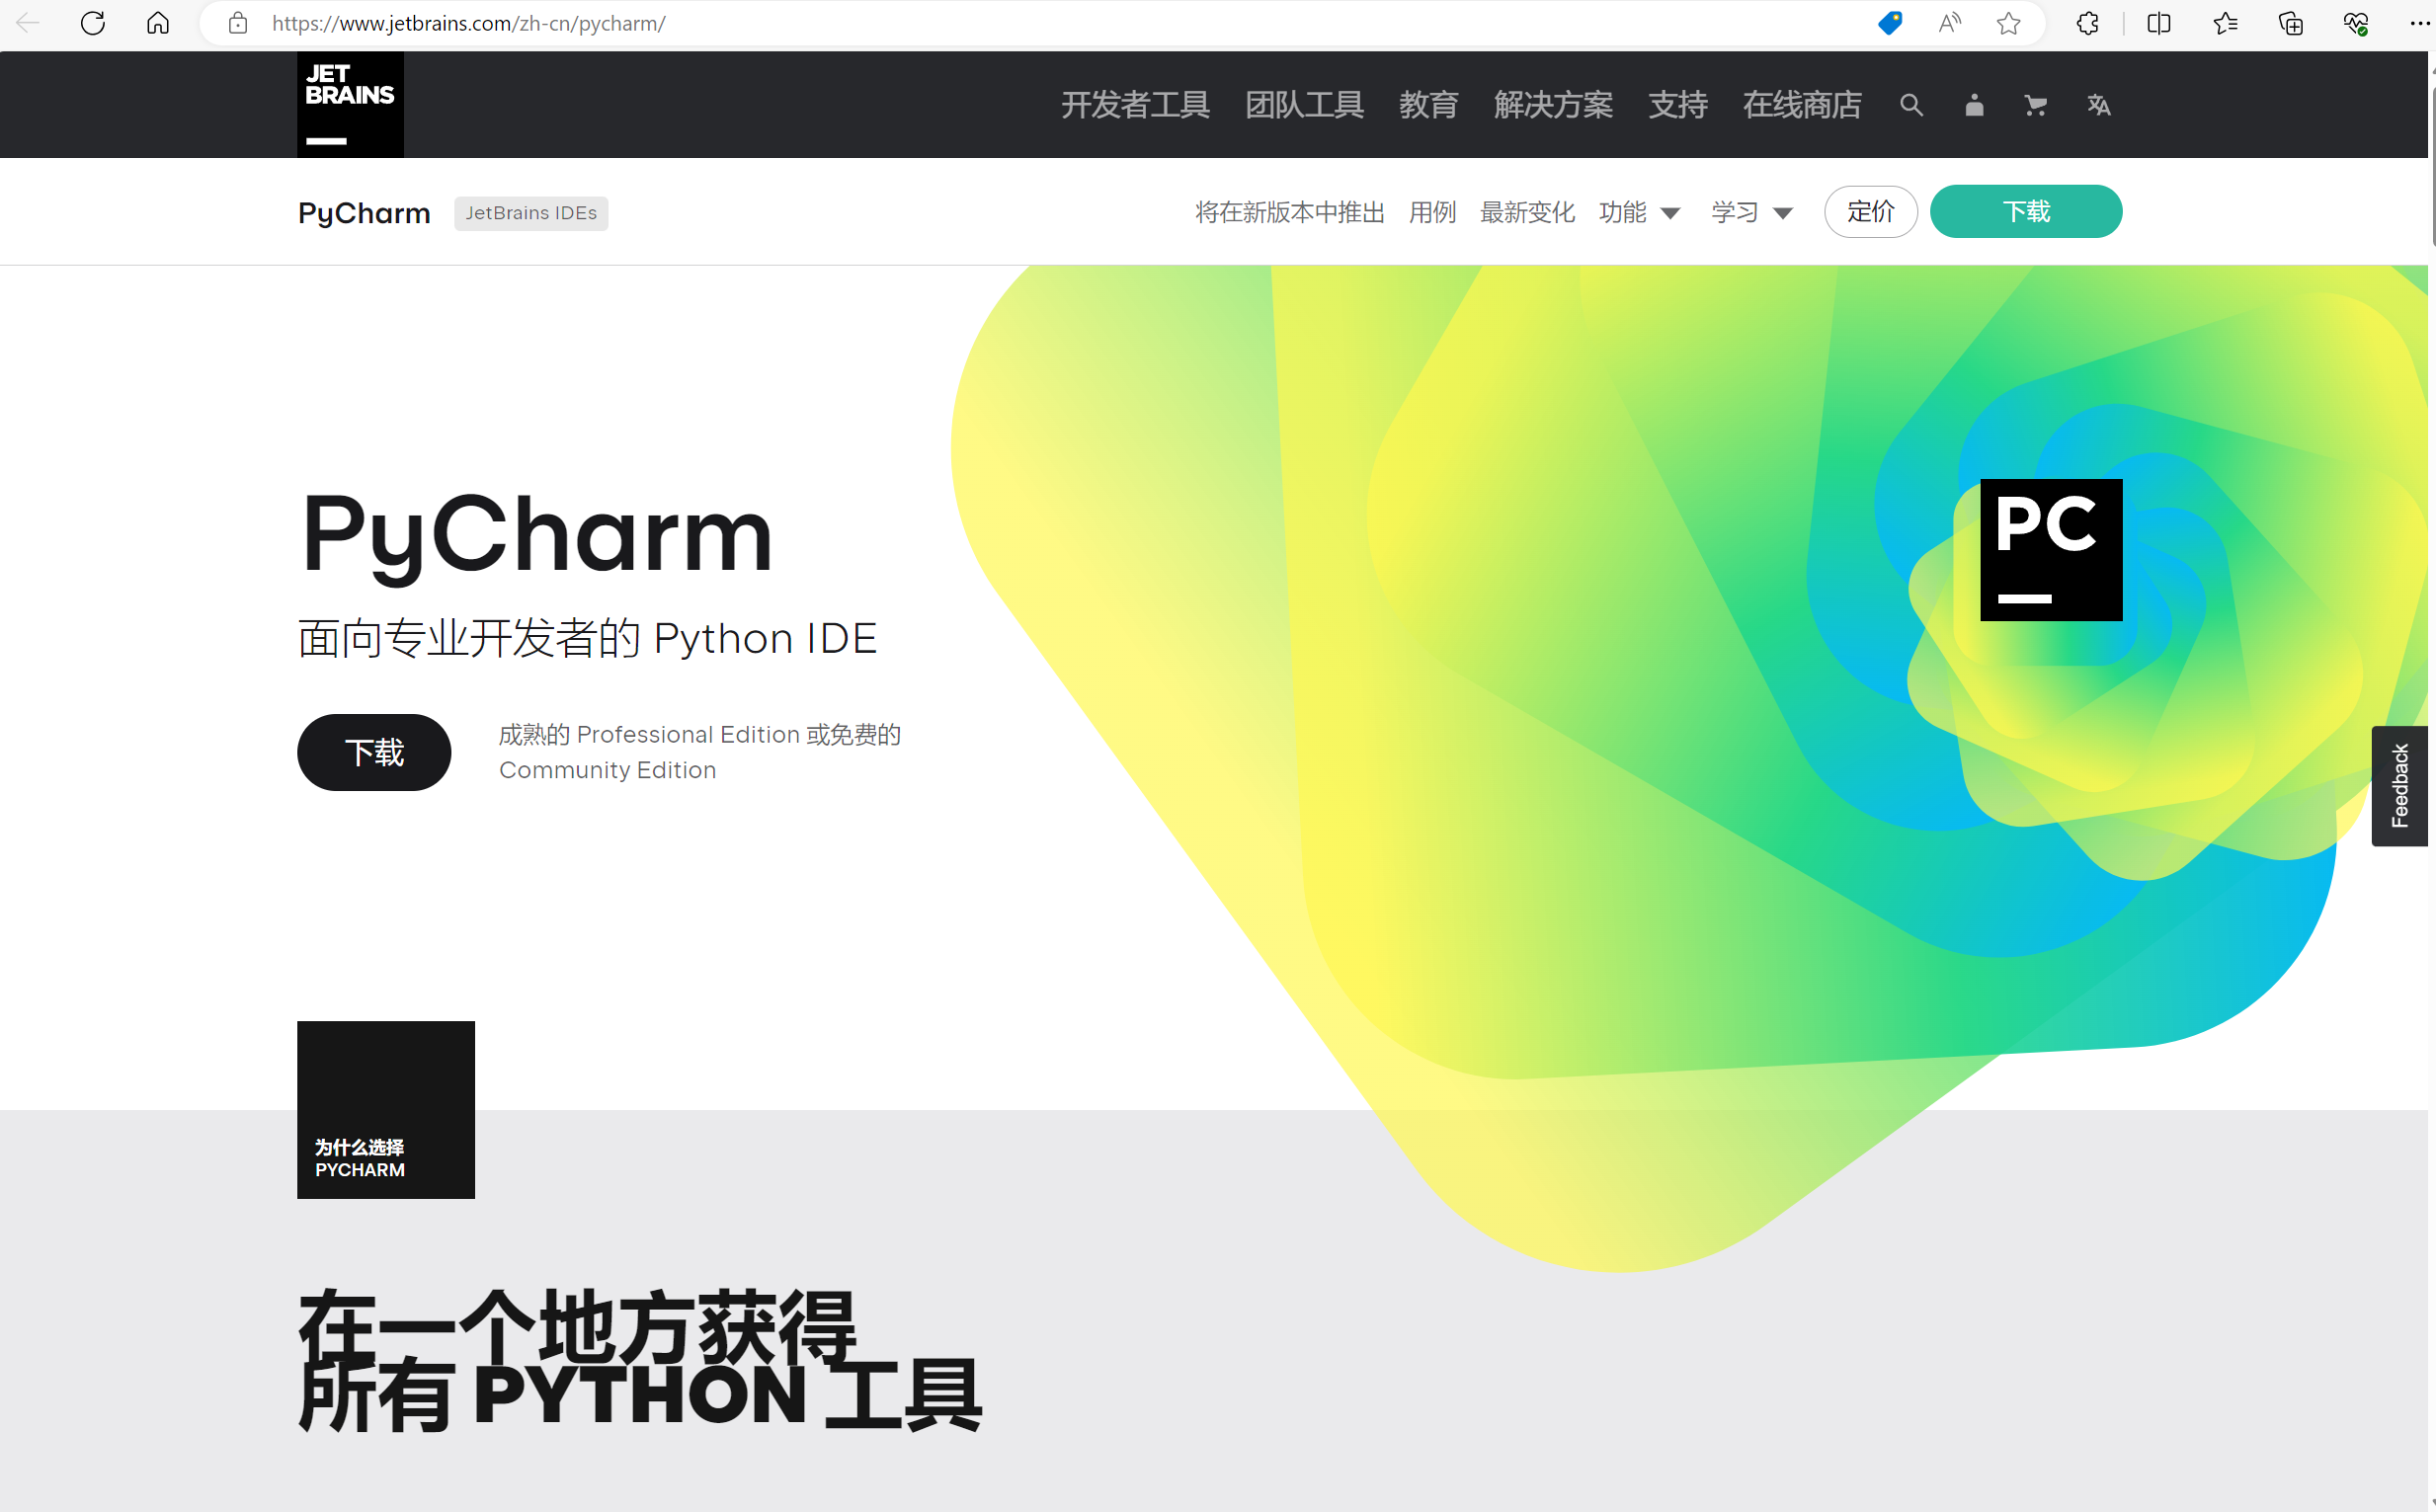 https://www.jetbrains.com/zh-cn/pycharm/
JET
BRAINS
开发者工具 团队工具 教育 解决方案 支持 在线商店
PyCharm JetBrains IDEs 将在新版本中推出 用例 最新变化 功能 学习 定价 下载
PC
PyCharm
面向专业开发者的 Python IDE
下载
成熟的 Professional Edition 或免费的
Community Edition
Feedback
为什么选择
PYCHARM
在一个地方获得
所有 PYTHON 工具